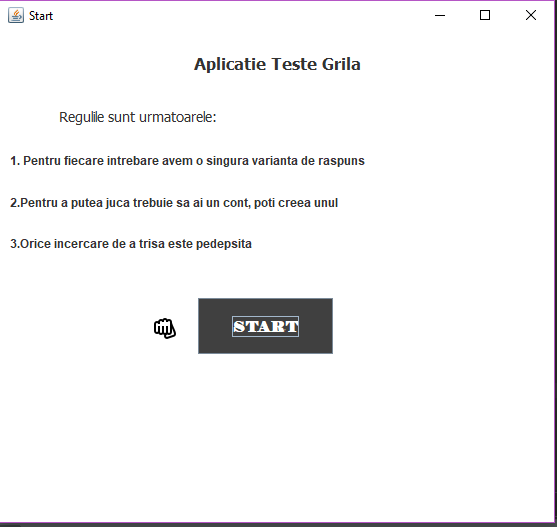 Start
Aplicatie Teste Grila
Regulile sunt urmatoarele:
1. Pentru fiecare intrebare avem o singura varianta de raspuns
2.Pentru a putea juca trebuie sa ai un cont, poti creea unul
3.Orice incercare de a trisa este pedepsita
START